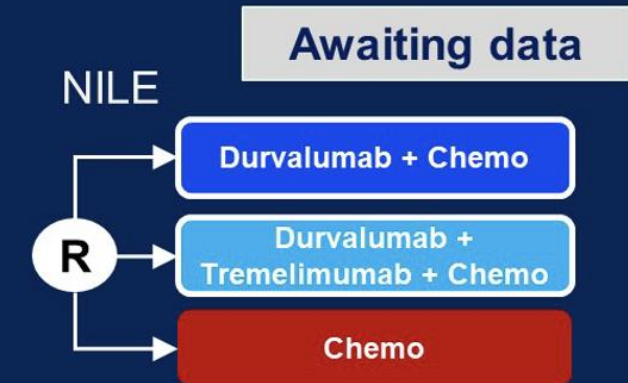 Awaiting data
NILE
Durvalumab + Chemo
R
Durvalumab +
Tremelimumab + Chemo
Chemo